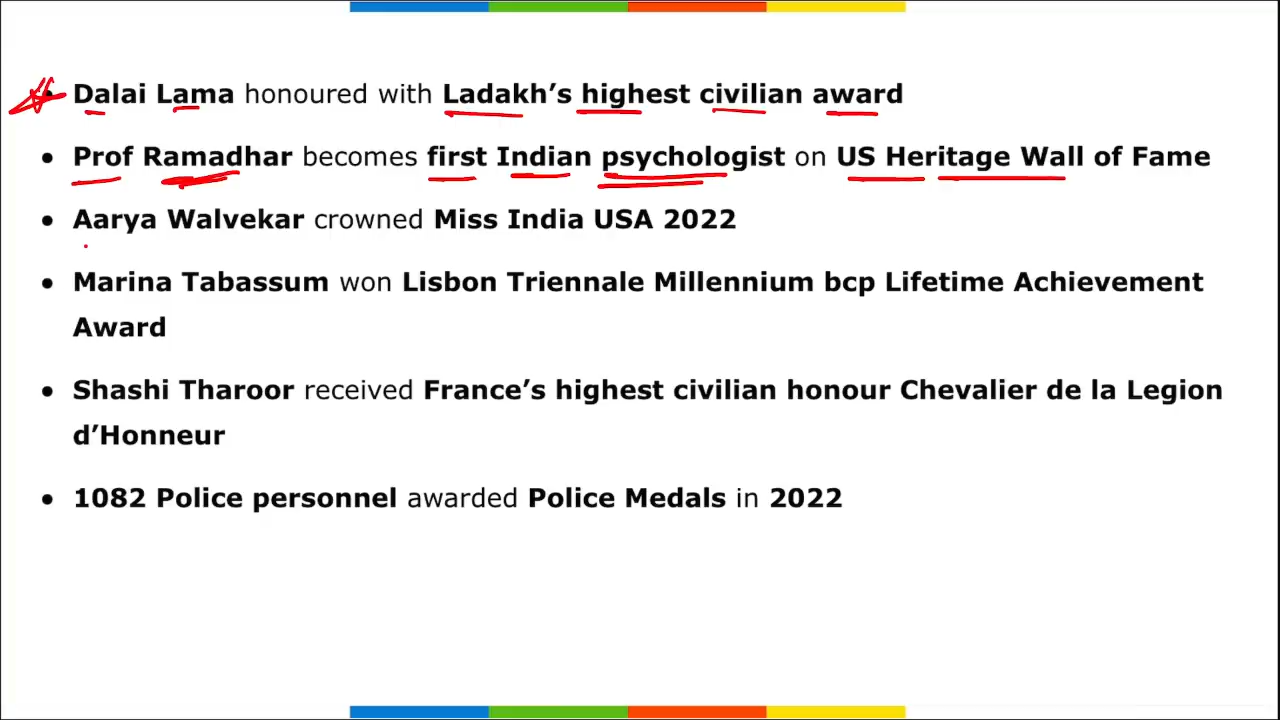 • Dalai Lama honoured with Ladakh’s highest civilian award
• Prof Ramadhar becomes first Indian psychologist on US Heritage Wall of Fame
• Aarya Walvekar crowned Miss India USA 2022
• Marina Tabassum won Lisbon Triennale Millennium bcp Lifetime Achievement
Award
• Shashi Tharoor received France’s highest civilian honour Chevalier de la Legion
d’Honneur
• 1082 Police personnel awarded Police Medals in 2022